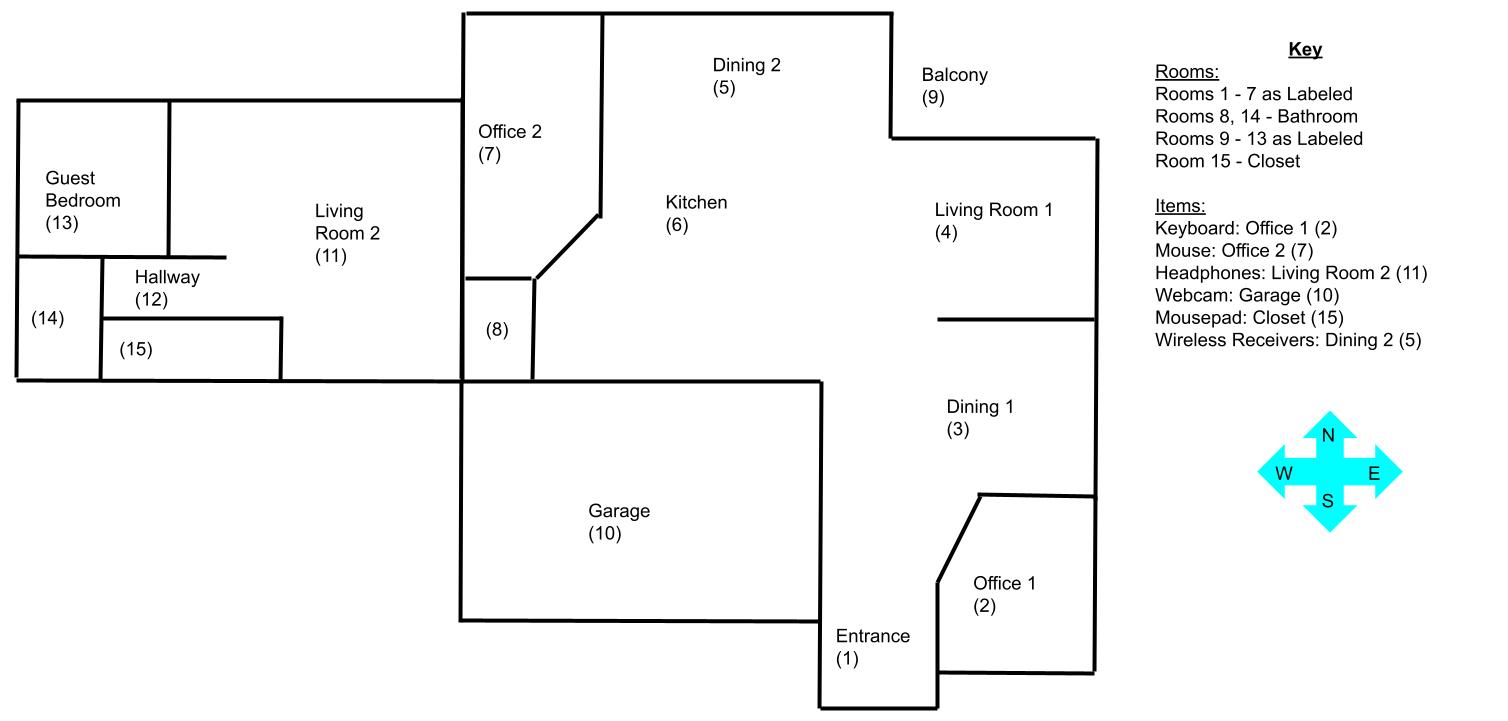 Dining 2
(5)
Balcony
(9)
Office 2
(7)
Guest
Bedroom
(13)
Living
Room 2
(11)
Kitchen
(6)
Living Room 1
(4)
Hallway
(12)
(14)
(15)
(8)
Dining 1
(3)
Garage
(10)
Office 1
(2)
Entrance
(1)
Key
Rooms:
Rooms 1 - 7 as Labeled
Rooms 8, 14 - Bathroom
Rooms 9 - 13 as Labeled
Room 15 - Closet
Items:
Keyboard: Office 1 (2)
Mouse: Office 2 (7)
Headphones: Living Room 2 (11)
Webcam: Garage (10)
Mousepad: Closet (15)
Wireless Receivers: Dining 2 (5)
N
W E
S